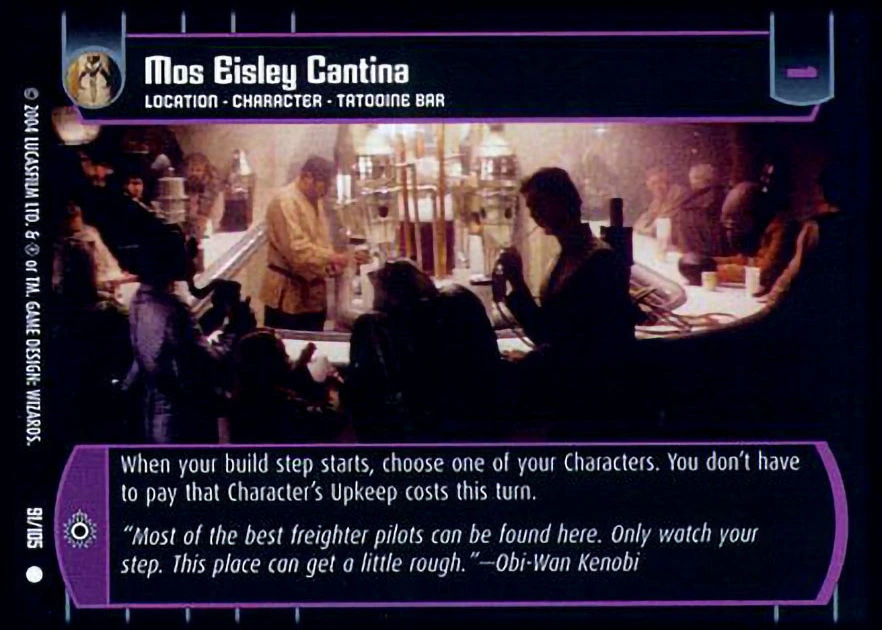 Mos Eisley Cantina
LOCATION - CHARACTER - TATOOINE BAR
When your build step starts, choose one of your Characters. You don't have
to pay that Character's Upkeep costs this turn.
"Most of the best freighter pilots can be found here. Only watch your
step. This place can get a little rough."—Obi-Wan Kenobi
© 2004 LUCASFILM LTD. & ® or TM. GAME DESIGN: WIZARDS.
91/105